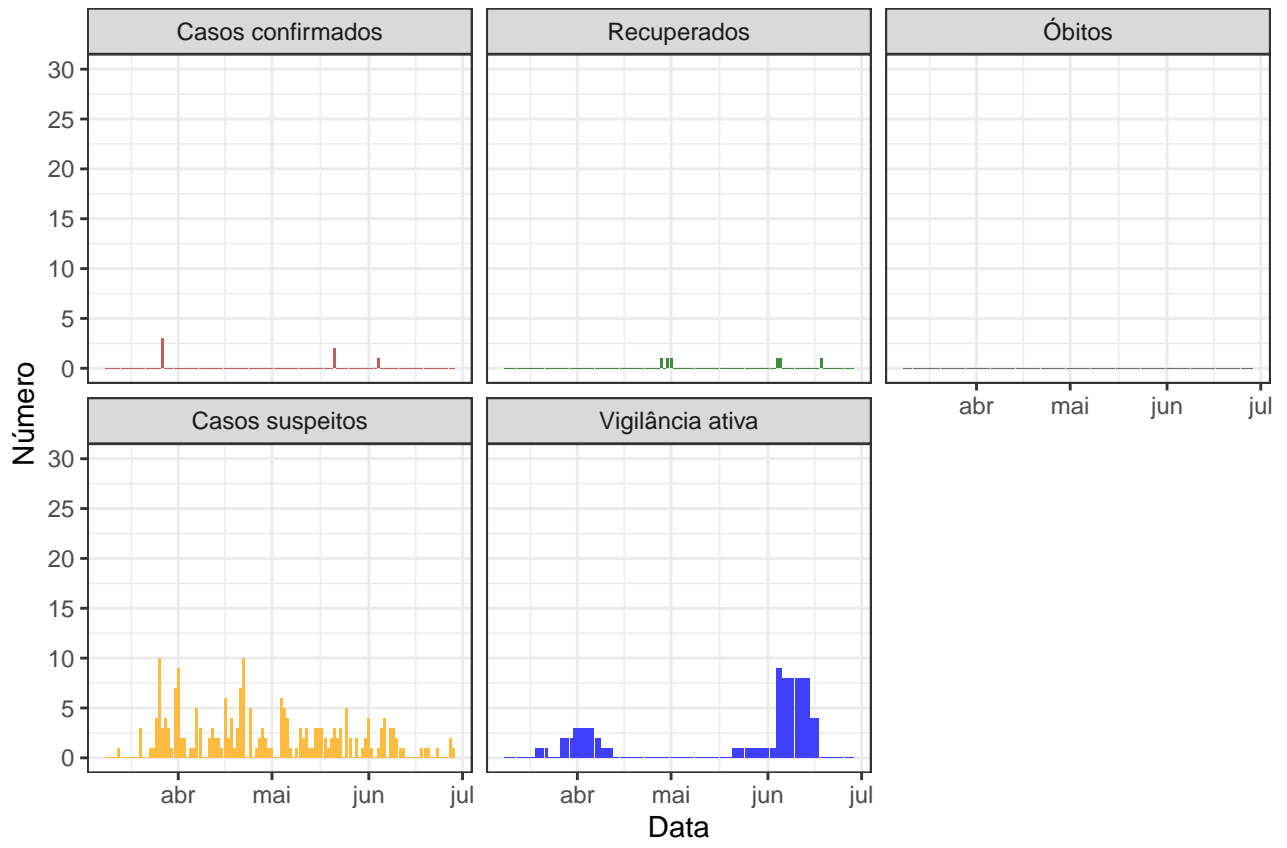 Casos confirmados
Recuperados
Óbitos
30
25
20
15
10
5
0
abr mai jun jul
Número
Casos suspeitos
Vigilância ativa
30
25
20
15
10
5
0
abr mai jun jul
abr mai jun jul
Data